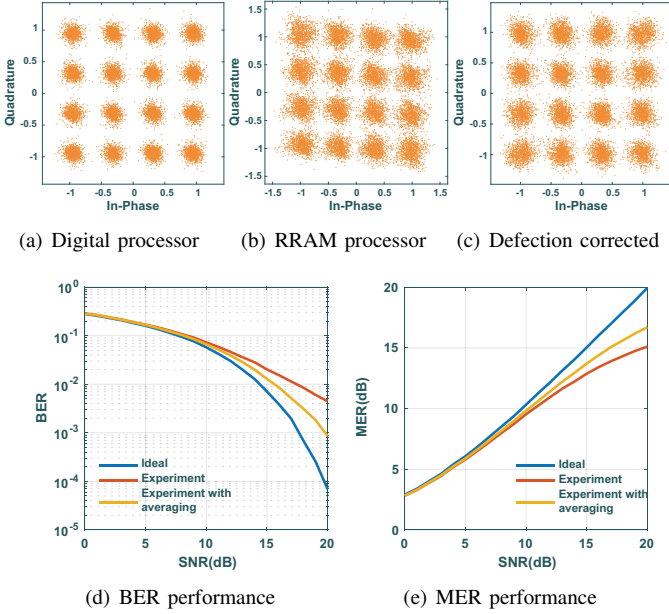 1
0.5
0
-0.5
-1
Quadrature
-1
-0.5
0
0.5
1
In-Phase
(a) Digital processor
1.5
1
0.5
0
-0.5
-1
-1.5
Quadrature
-1
-0.5
0
0.5
1
1.5
In-Phase
(b) RRAM processor
1
0.5
0
-0.5
-1
Quadrature
-1
-0.5
0
0.5
1
In-Phase
(c) Defection corrected
10^0
10^-1
10^-2
10^-3
10^-4
10^-5
BER
Ideal
Experiment
Experiment with
averaging
0
5
10
15
20
SNR(dB)
(d) BER performance
20
15
10
5
0
MER(dB)
Ideal
Experiment
Experiment with
averaging
0
5
10
15
20
SNR(dB)
(e) MER performance